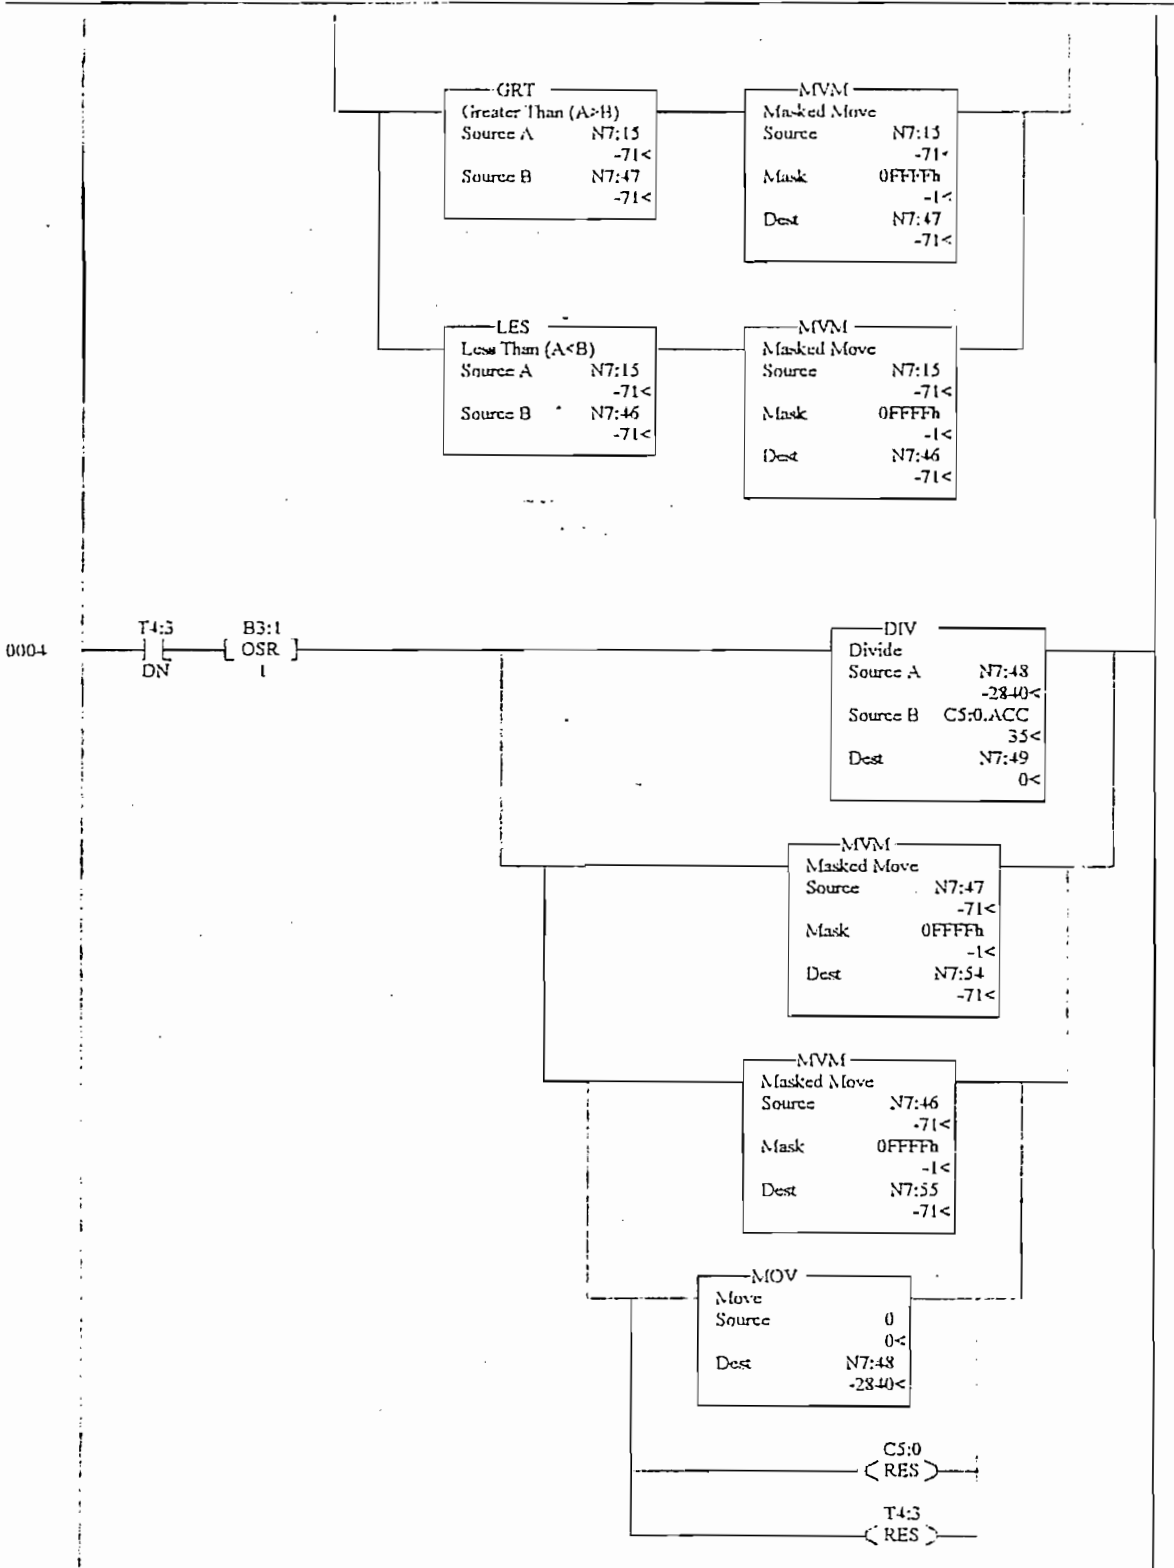 GRT
Greater Than (A>B)
Source A N7:15
-71<
Source B N7:47
-71<
MVM
Masked Move
Source N7:15
-71<
Mask 0FFFFh
-1<
Dest N7:47
-71<
LES
Less Than (A<B)
Source A N7:15
-71<
Source B N7:46
-71<
MVM
Masked Move
Source N7:15
-71<
Mask 0FFFFh
-1<
Dest N7:46
-71<
0004
T4:3
DN
B3:1
OSR
1
DIV
Divide
Source A N7:48
-2840<
Source B C5:0.ACC
35<
Dest N7:49
0<
MVM
Masked Move
Source N7:47
-71<
Mask 0FFFFh
-1<
Dest N7:54
-71<
MVM
Masked Move
Source N7:46
-71<
Mask 0FFFFh
-1<
Dest N7:55
-71<
MOV
Move
Source 0
0<
Dest N7:48
-2840<
C5:0
RES
T4:3
RES